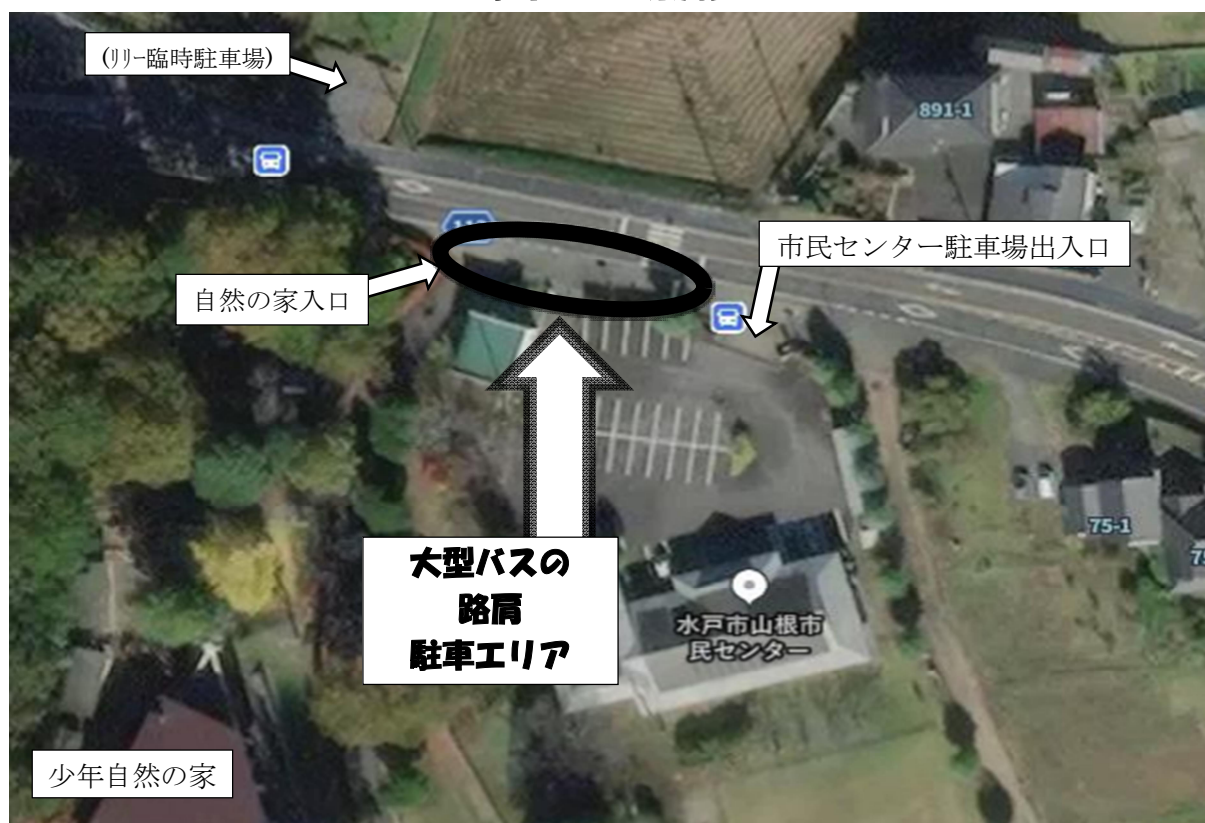 (ﾘﾘｰ臨時駐車場)
891-1
市民センター駐車場出入口
自然の家入口
大型バスの
路肩
駐車エリア
水戸市山根市
民センター
75-1
少年自然の家